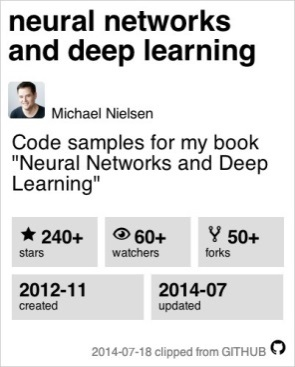 neural networks
and deep learning
Michael Nielsen
Code samples for my book
"Neural Networks and Deep
Learning"
240+ 60+ 50+
stars watchers forks
2012-11 2014-07
created updated
2014-07-18 clipped from GITHUB